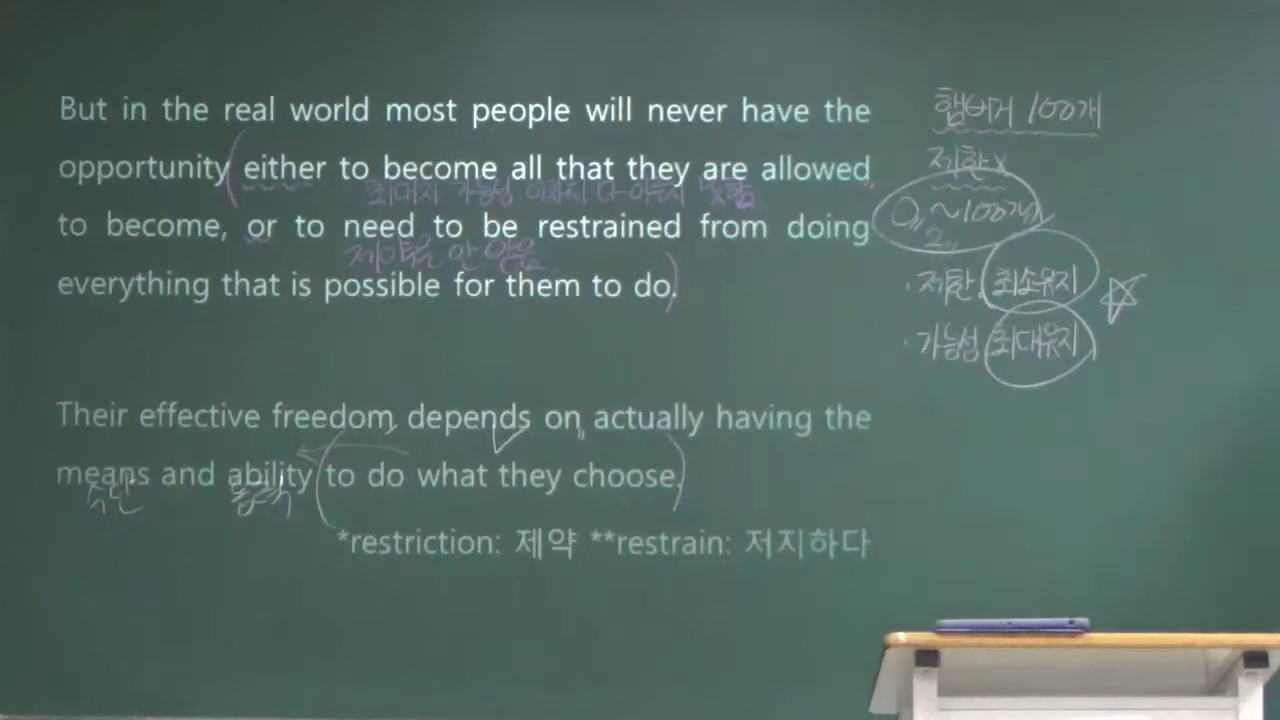 But in the real world most people will never have the
opportunity either to become all that they are allowed
to become, or to need to be restrained from doing
everything that is possible for them to do.
Their effective freedom depends on actually having the
means and ability to do what they choose.
수단 능력
*restriction: 제약 **restrain: 저지하다
햄버거 100개
제한x
0 ~100개
· 제한 최소유지
· 가능성 최대유지